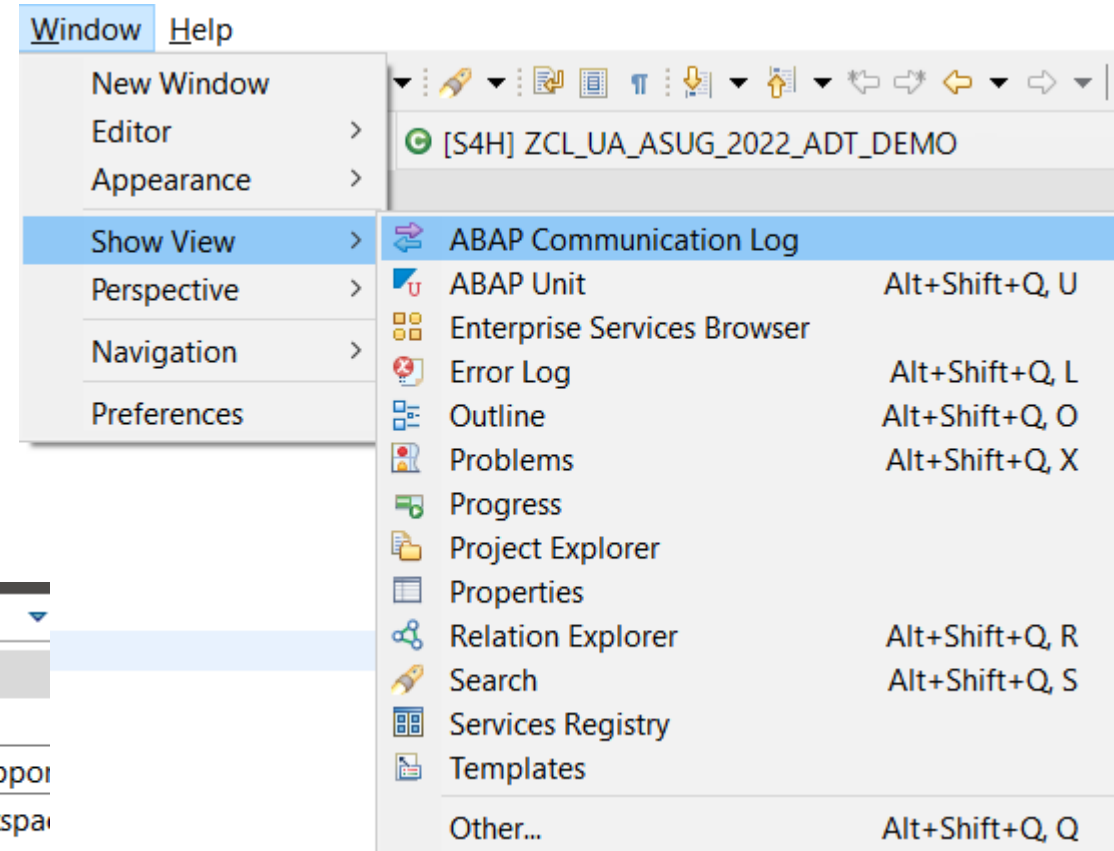 Window Help
New Window
Editor
Appearance
[S4H] ZCL_UA_ASUG_2022_ADT_DEMO
Show View
Perspective
Navigation
Preferences
ABAP Communication Log
ABAP Unit Alt+Shift+Q, U
Enterprise Services Browser
Error Log Alt+Shift+Q, L
Outline Alt+Shift+Q, O
Problems Alt+Shift+Q, X
Progress
Project Explorer
Properties
Relation Explorer Alt+Shift+Q, R
Search Alt+Shift+Q, S
Services Registry
Templates
Other... Alt+Shift+Q, Q